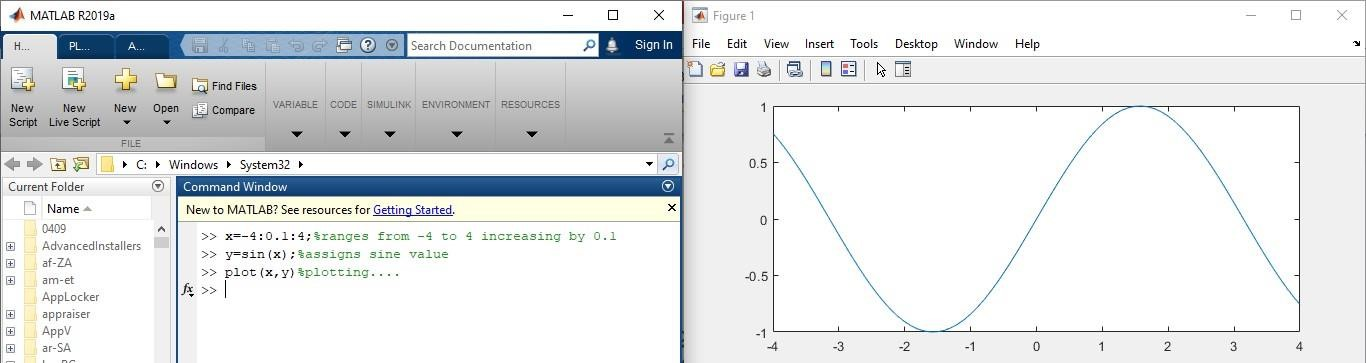 MATLAB R2019a
H... PL... A... Search Documentation Sign In
New Script
New Live Script
New
Open
Find Files
Compare
VARIABLE CODE SIMULINK ENVIRONMENT RESOURCES
FILE
C: Windows System32
Current Folder
Name
0409
AdvancedInstallers
af-ZA
am-et
AppLocker
appraiser
AppV
ar-SA
Command Window
New to MATLAB? See resources for Getting Started.
>> x=-4:0.1:4;%ranges from -4 to 4 increasing by 0.1
>> y=sin(x);%assigns sine value
>> plot(x,y)%plotting....
fx >>
Figure 1
File Edit View Insert Tools Desktop Window Help
1
0.5
0
-0.5
-1
-4 -3 -2 -1 0 1 2 3 4